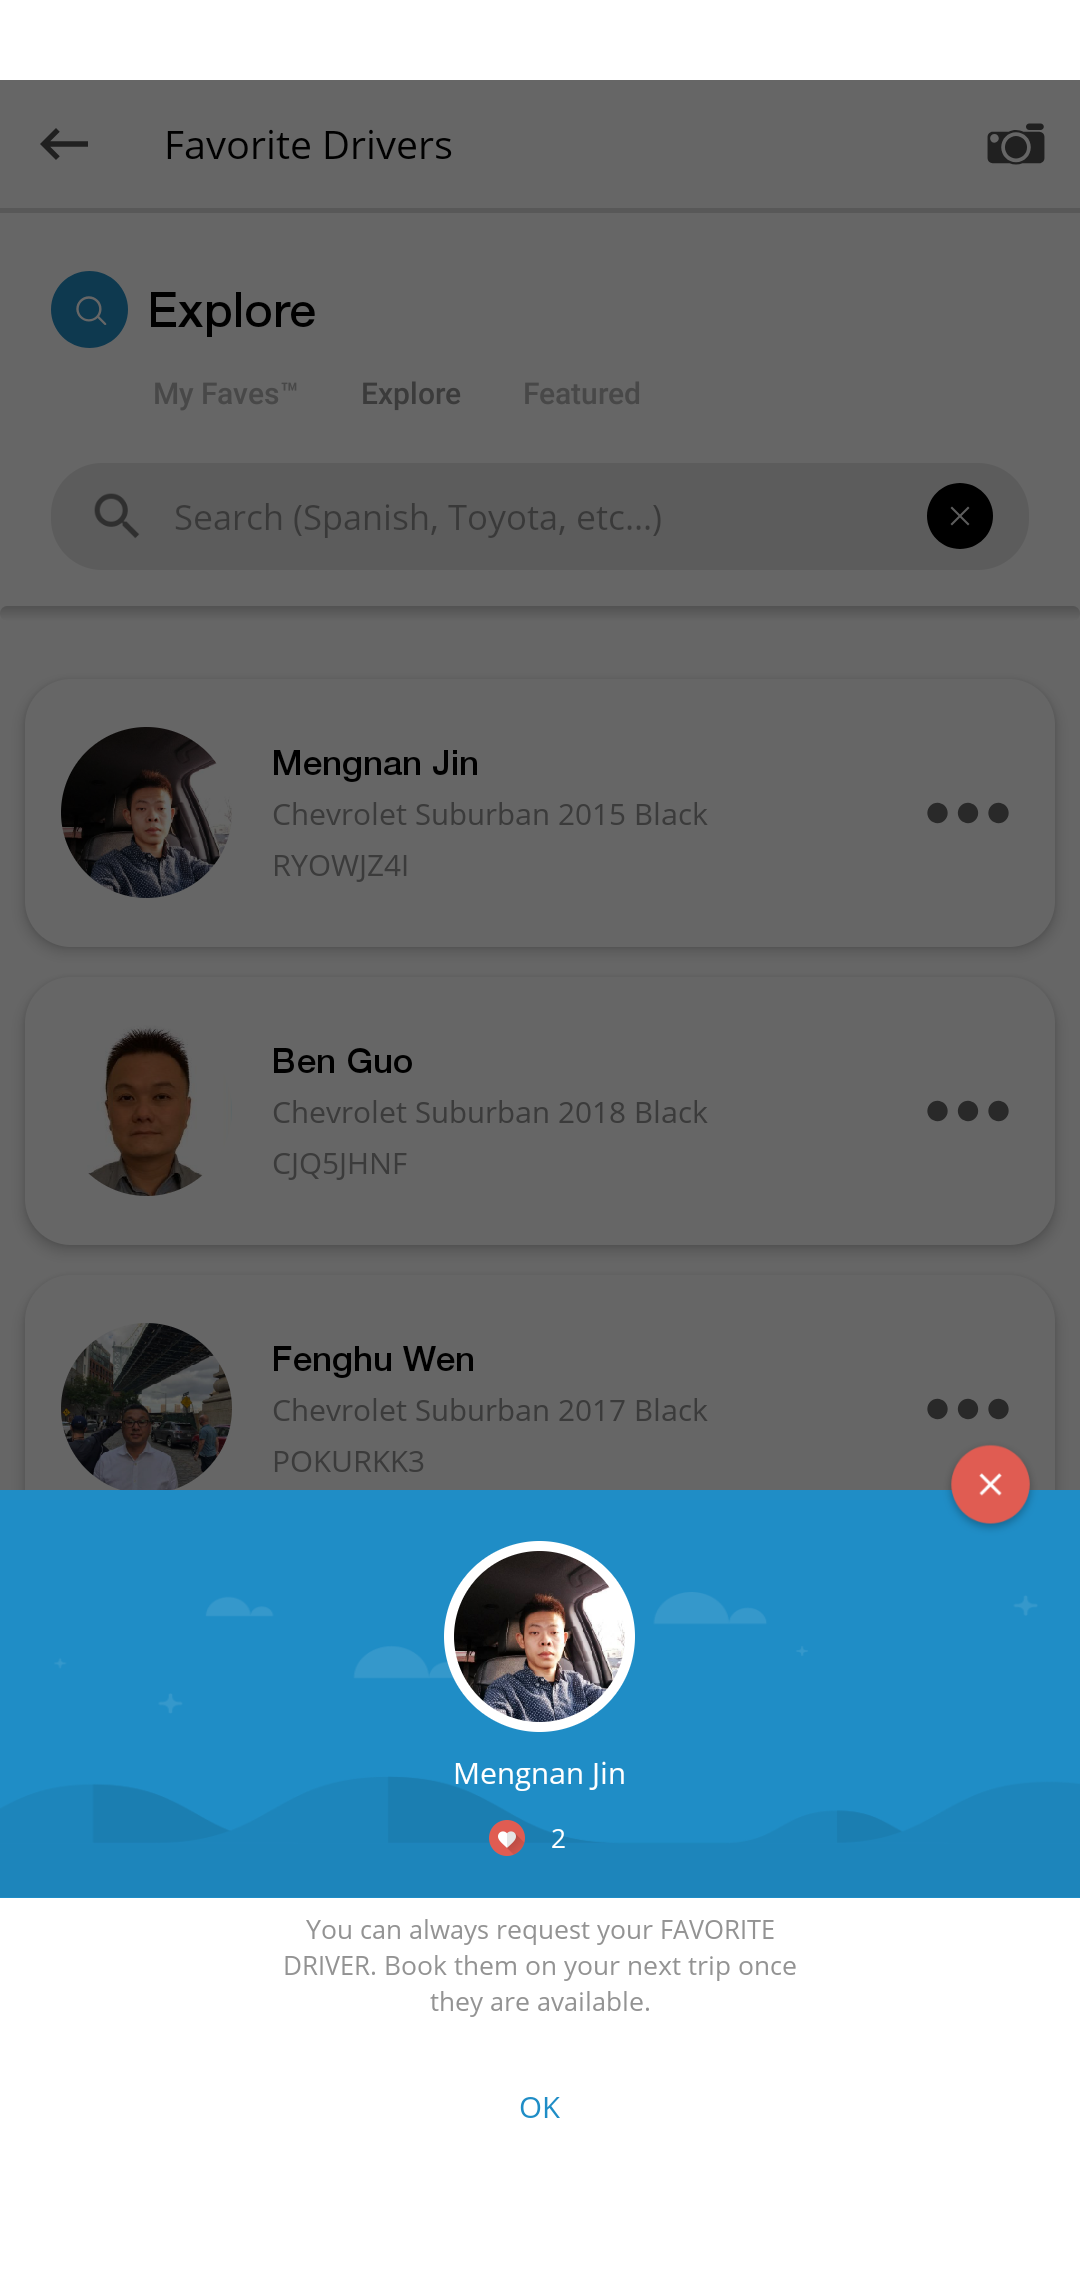 Favorite Drivers
Explore
My Faves™ Explore Featured
Search (Spanish, Toyota, etc...)
Mengnan Jin
Chevrolet Suburban 2015 Black
RYOWJZ4I
Ben Guo
Chevrolet Suburban 2018 Black
CJQ5JHNF
Fenghu Wen
Chevrolet Suburban 2017 Black
POKURKK3
Mengnan Jin
2
You can always request your FAVORITE
DRIVER. Book them on your next trip once
they are available.
OK